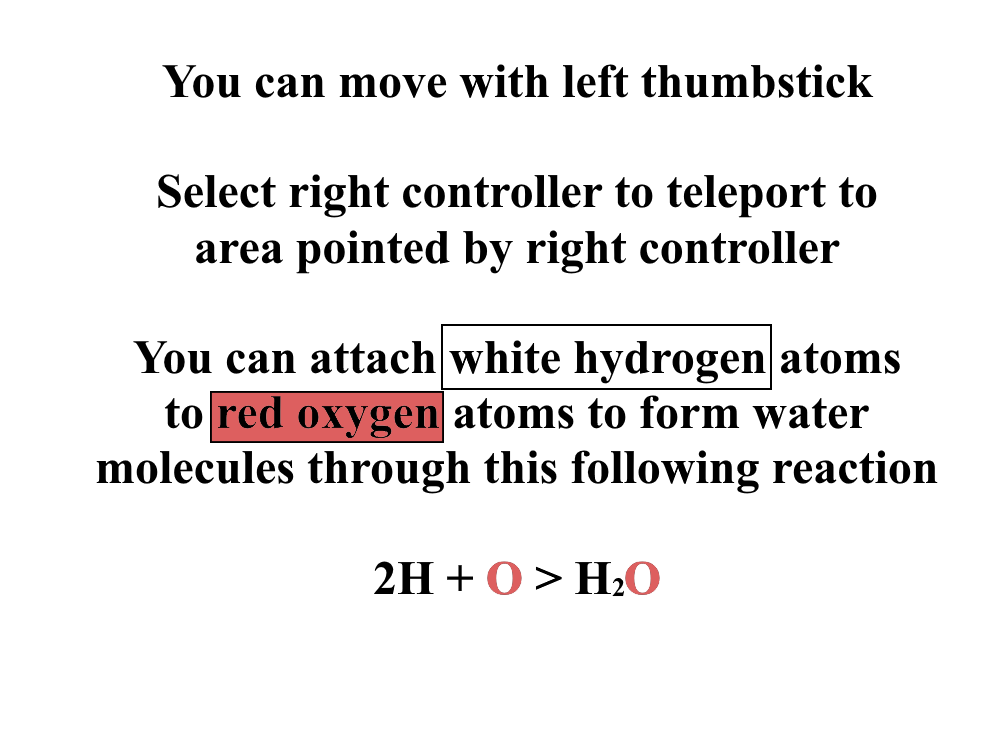 You can move with left thumbstick
Select right controller to teleport to
area pointed by right controller
You can attach white hydrogen atoms
to red oxygen atoms to form water
molecules through this following reaction
2H + O > H₂O